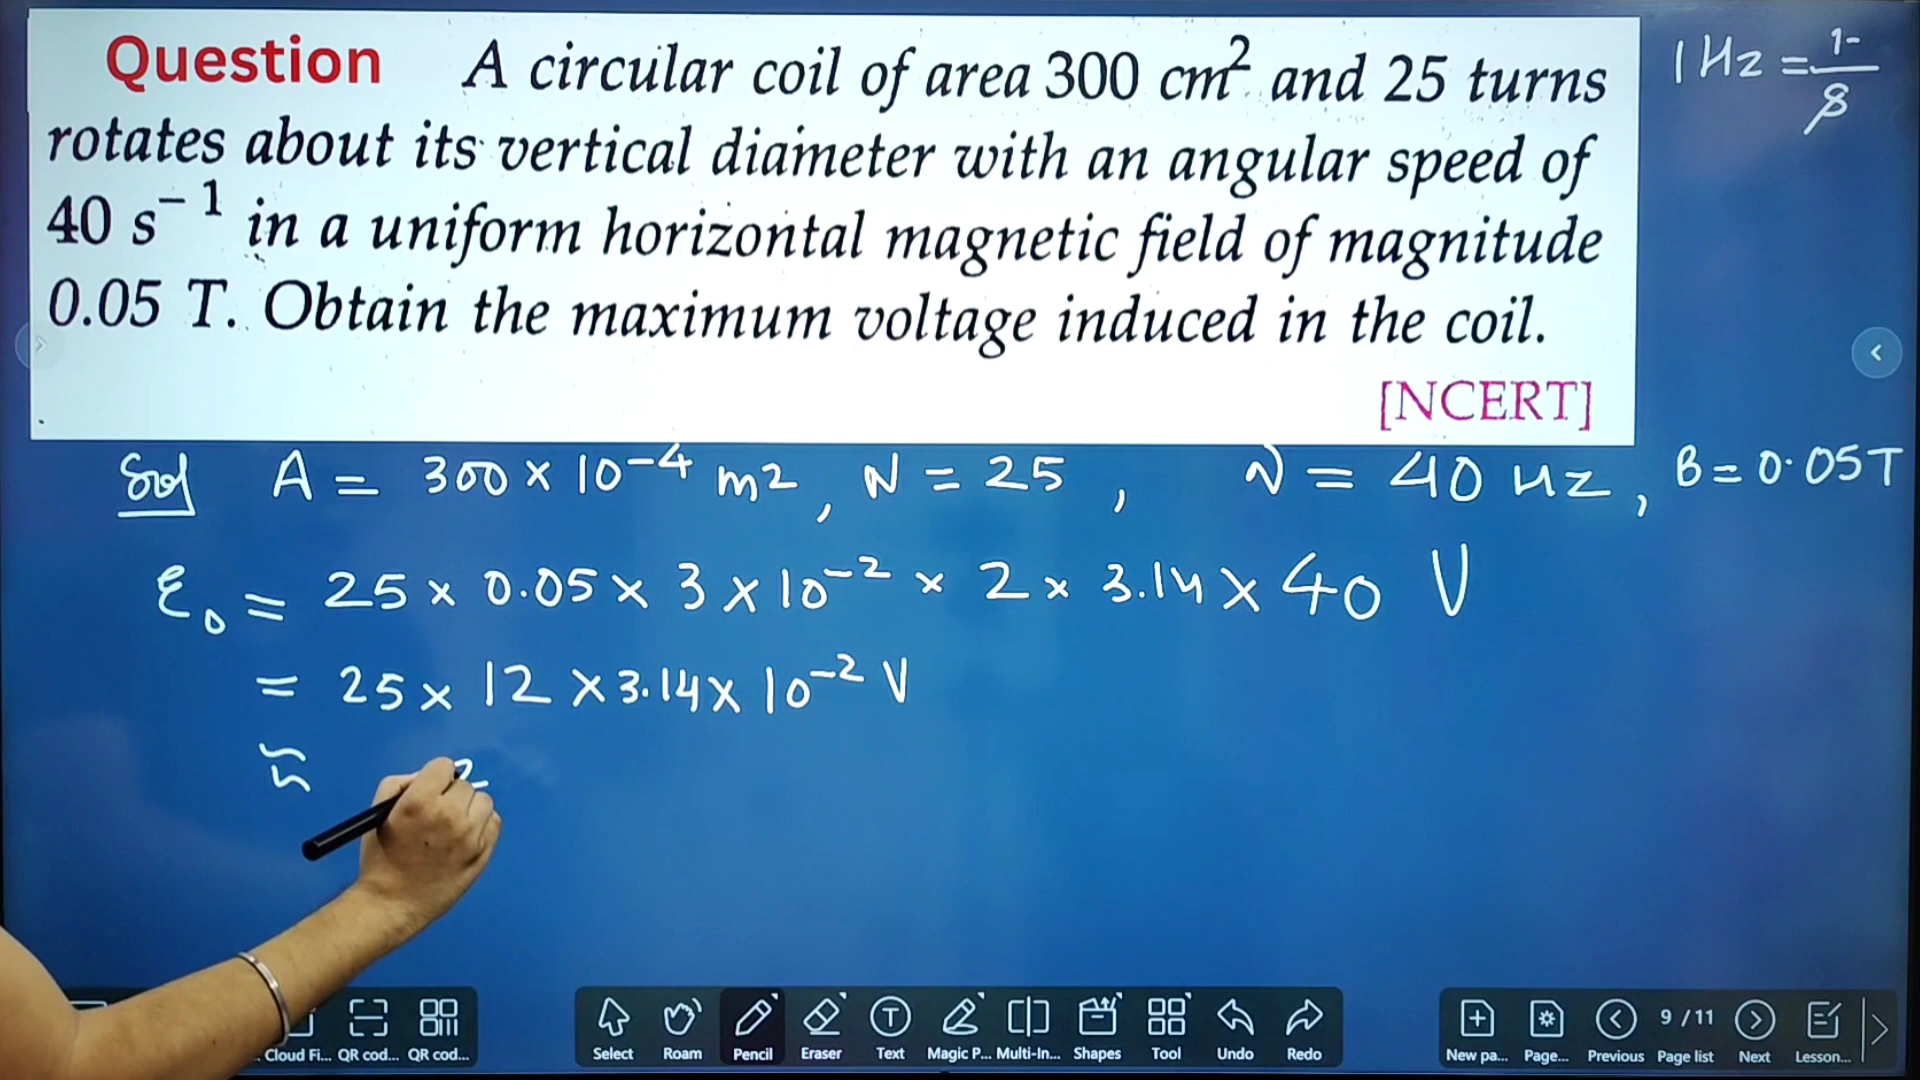 Question A circular coil of area 300 cm² and 25 turns
rotates about its vertical diameter with an angular speed of
40 s⁻¹ in a uniform horizontal magnetic field of magnitude
0.05 T. Obtain the maximum voltage induced in the coil.
[NCERT]
1 Hz = 1/s
Sol A = 300 × 10⁻⁴ m2, N = 25, ν = 40 Hz, B = 0.05T
ε₀ = 25 × 0.05 × 3 × 10⁻² × 2 × 3.14 × 40 V
= 25 × 12 × 3.14 × 10⁻² V
≈
Cloud Fi... QR cod... QR cod...
Select Roam Pencil Eraser Text Magic P... Multi-In... Shapes Tool Undo Redo
9 / 11
New pa... Page... Previous Page list Next Lesson...